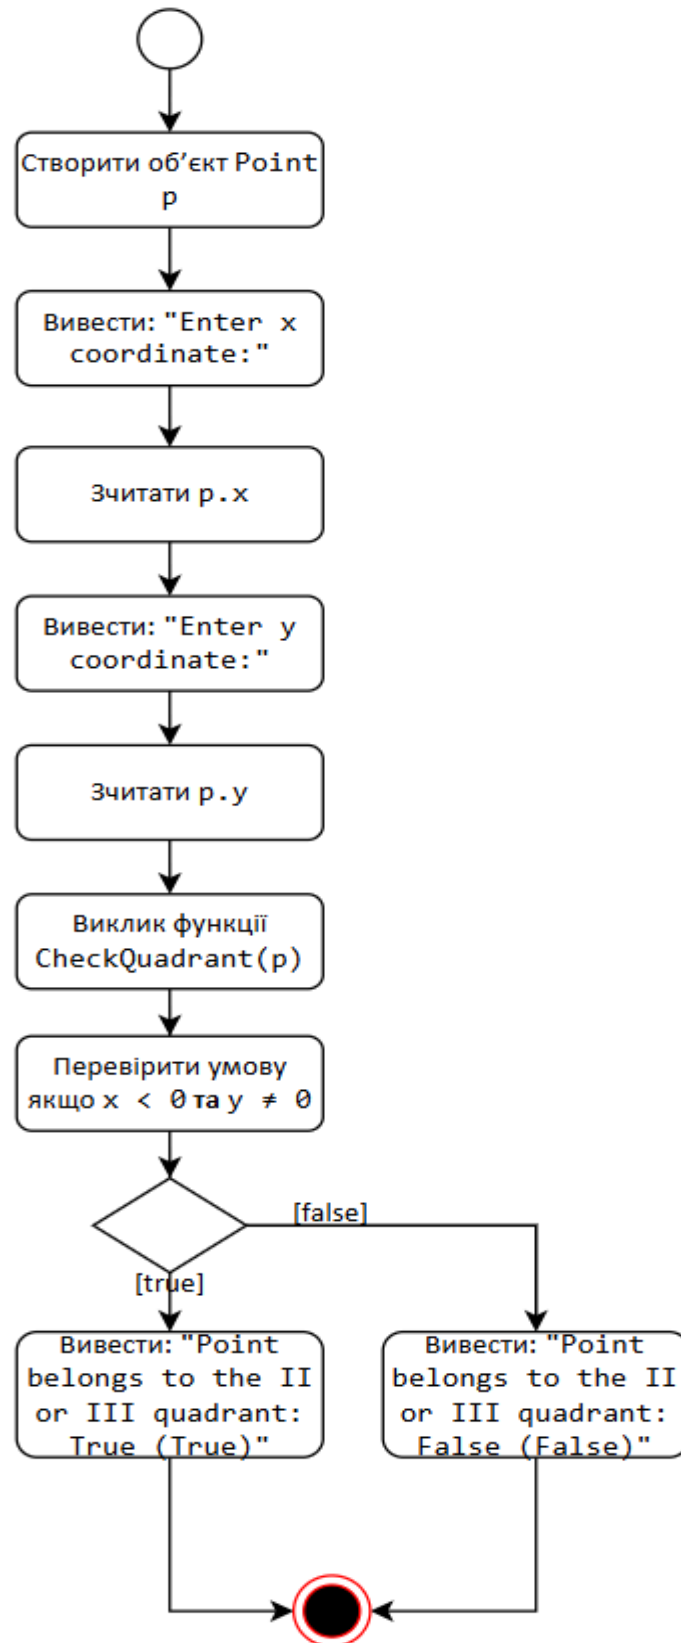 Створити об’єкт Point
p
Вивести: "Enter x
coordinate:"
Зчитати p.x
Вивести: "Enter y
coordinate:"
Зчитати p.y
Виклик функції
CheckQuadrant(p)
Перевірити умову
якщо x < 0 та y ≠ 0
[false]
[true]
Вивести: "Point
belongs to the II
or III quadrant:
True (True)"
Вивести: "Point
belongs to the II
or III quadrant:
False (False)"